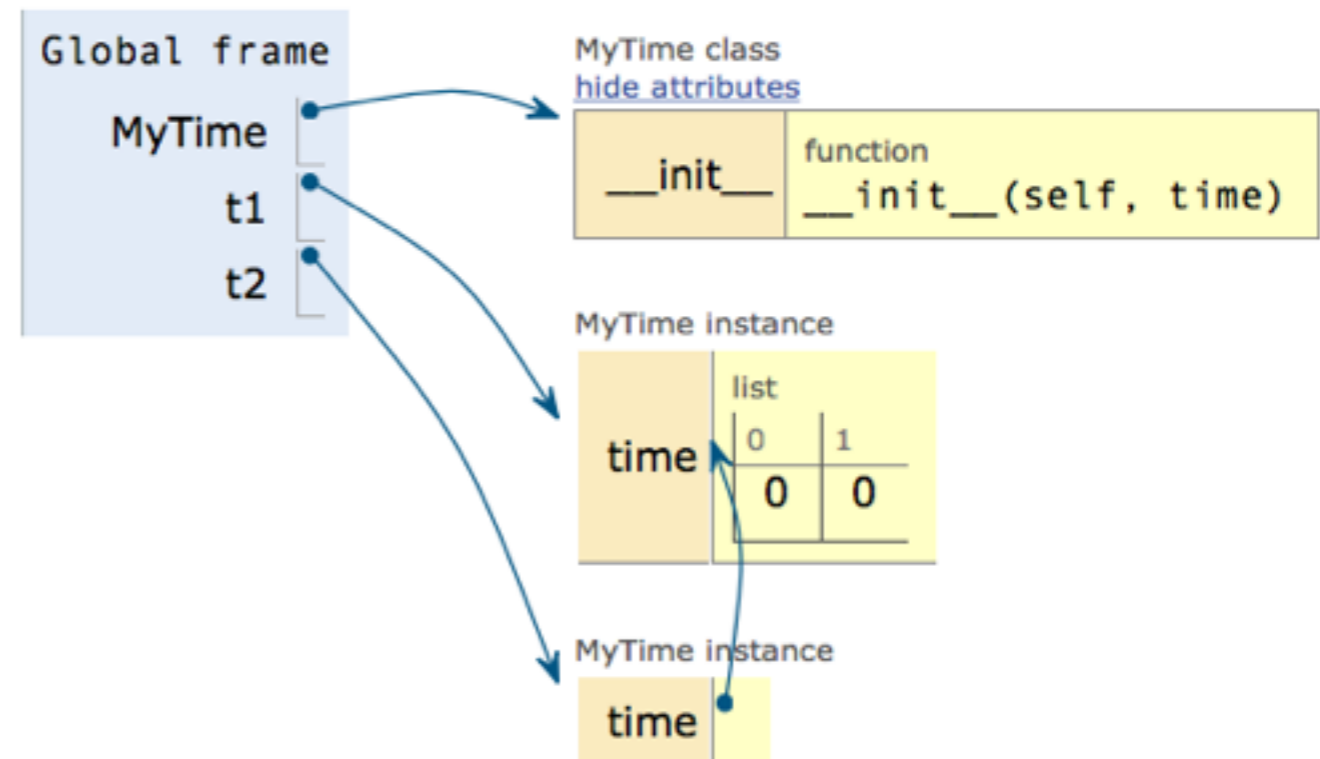 Global frame
MyTime
t1
t2
MyTime class
hide attributes
__init__
function
__init__(self, time)
MyTime instance
time
list
0 1
0 0
MyTime instance
time